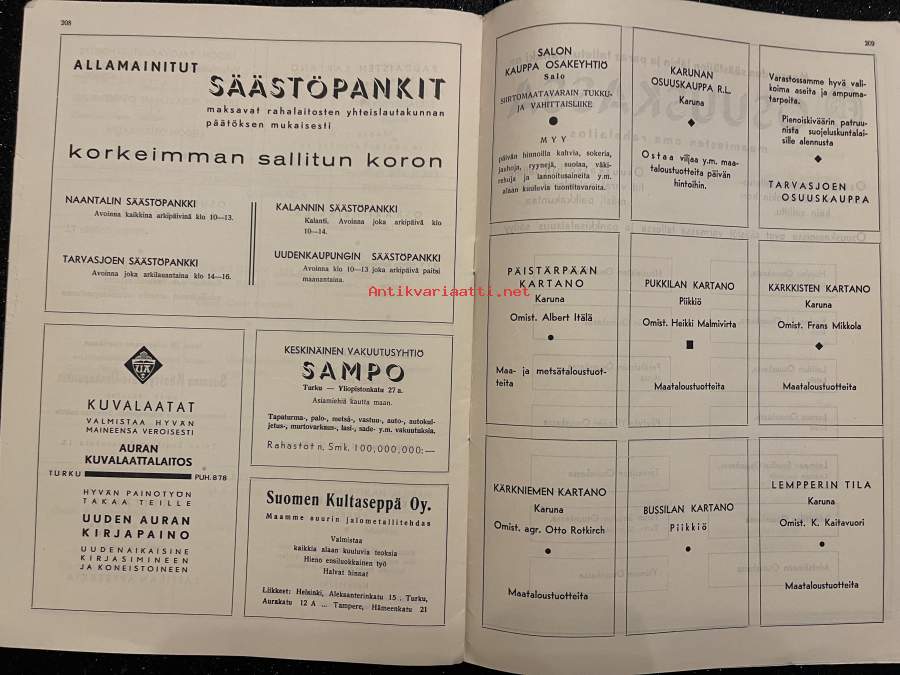 208
ALLAMAINITUT
SÄÄSTÖPANKIT
maksavat rahalaitosten yhteislautakunnan
päätöksen mukaisesti
korkeimman sallitun koron
NAANTALIN SÄÄSTÖPANKKI
Avoinna kaikkina arkipäivinä klo 10—13.
TARVASJOEN SÄÄSTÖPANKKI
Avoinna joka arkilauantaina klo 14—16.
KALANNIN SÄÄSTÖPANKKI
Kalanti. Avoinna joka arkipäivä klo
10—14.
UUDENKAUPUNGIN SÄÄSTÖPANKKI
Avoinna klo 10—13 joka arkipäivä paitsi
maanantaina.
KUVALAATAT
VALMISTAA HYVÄN
MAINEENSA VEROISESTI
AURAN
KUVALAATTALAITOS
TURKU PUH. 878
HYVÄN PAINOTYÖN
TAKAA TEILLE
UUDEN AURAN
KIRJAPAINO
UUDENAIKAISINE
KIRJASIMINEEN
JA KONEISTOINEEN
KESKINÄINEN VAKUUTUSYHTIÖ
SAMPO
Turku — Yliopistonkatu 27 a.
Asiamiehiä kautta maan.
Tapaturma-, palo-, metsä-, vastuu-, auto-, autokul-
jetus-, murtovarkaus-, lasi-, sade- y.m. vakuutuksia.
Rahastot n. Smk. 100,000,000:—
Suomen Kultaseppä Oy.
Maamme suurin jalometallitehdas
Valmistaa
kaikkia alaan kuuluvia teoksia
Hieno ensiluokkainen työ
Halvat hinnat
Liikkeet: Helsinki, Aleksanterinkatu 15 : Turku,
Aurakatu 12 A ... Tampere, Hämeenkatu 21
209
SALON
KAUPPA OSAKEYHTIÖ
Salo
SIIRTOMAATAVARAIN TUKKU-
JA VÄHITTÄISLIIKE
MYY
päivän hinnoilla kahvia, sokeria,
jauhoja, ryynejä, suolaa, väki-
rehuja ja lannoitusaineita y.m.
alaan kuuluvia tuontitavaroita.
KARUNAN
OSUUSKAUPPA R.L.
Karuna
Ostaa viljaa y.m. maa-
taloustuotteita päivän
hintoihin.
Varastossamme hyvä vali-
koima aseita ja ampuma-
tarpeita.
Pienoiskiväärin patruu-
nista suojeluskuntalai-
sille alennusta
TARVASJOEN
OSUUSKAUPPA
PÄISTÄRPÄÄN
KARTANO
Karuna
Omist. Albert Itälä
Maa- ja metsätaloustuot-
teita
PUKKILAN KARTANO
Piikkiö
Omist. Heikki Malmivirta
Maataloustuotteita
KÄRKKISTEN KARTANO
Karuna
Omist. Frans Mikkola
Maataloustuotteita
KÄRKNIEMEN KARTANO
Karuna
Omist. agr. Otto Rotkirch
Maataloustuotteita
BUSSILAN KARTANO
Piikkiö
Maataloustuotteita
LEMPPERIN TILA
Karuna
Omist. K. Kaitavuori
Maataloustuotteita
Antikvariaatti.net